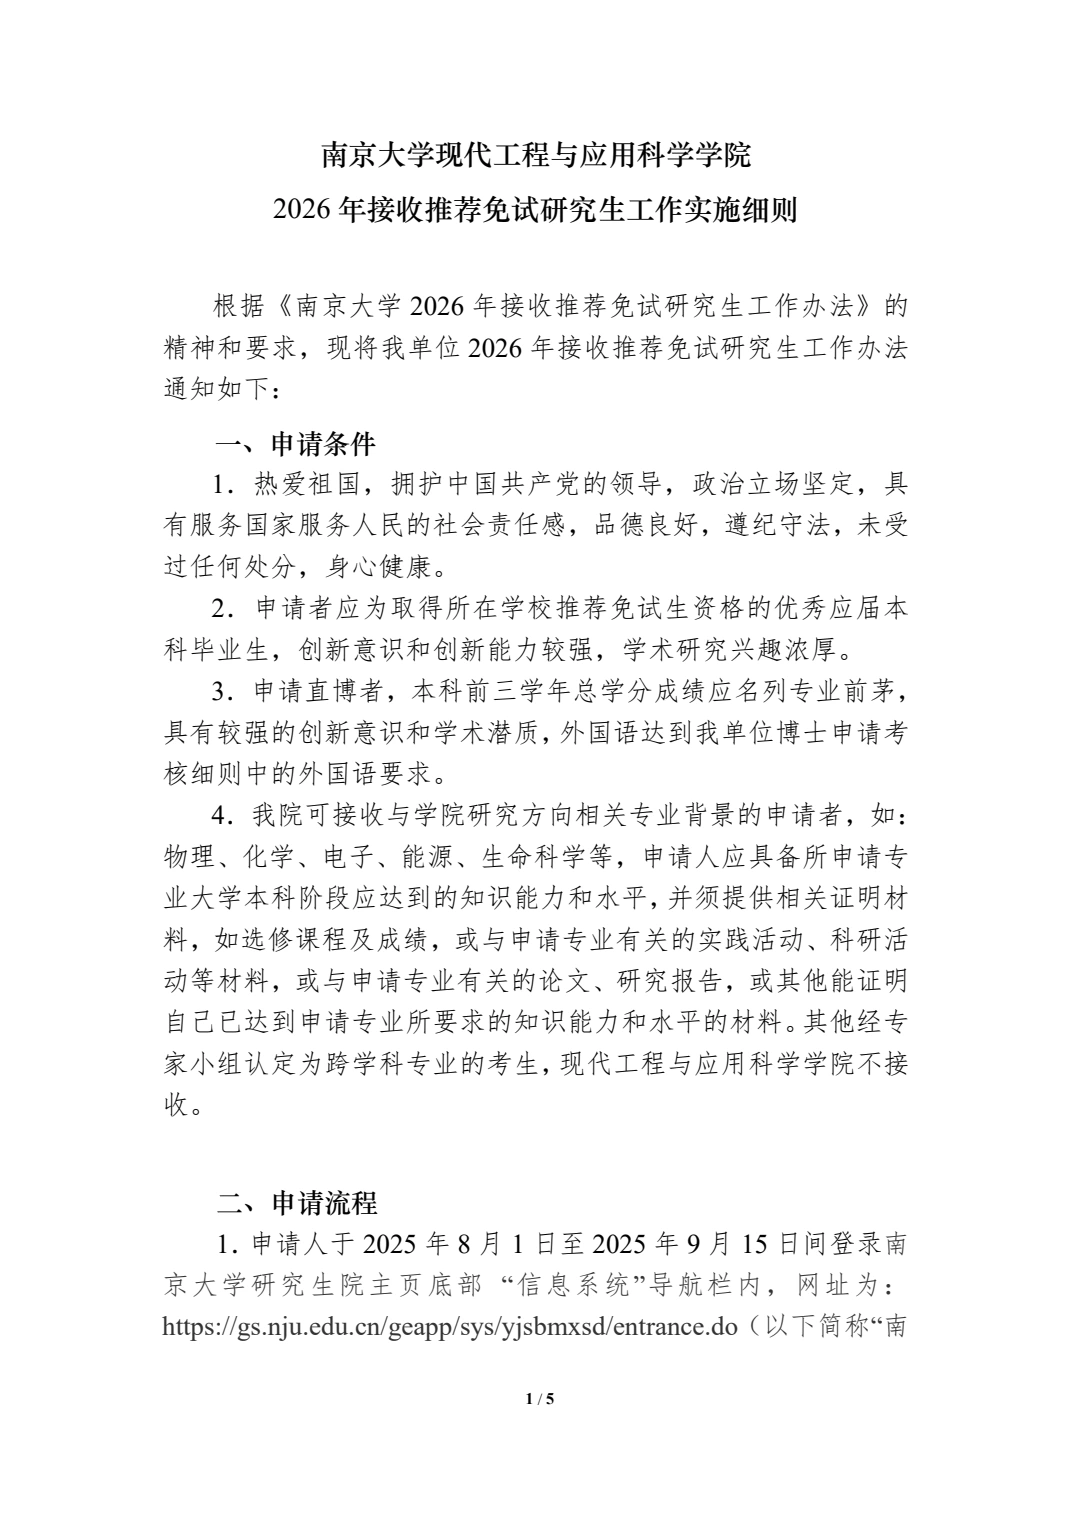 南京大学现代工程与应用科学学院
2026 年接收推荐免试研究生工作实施细则
根据《南京大学 2026 年接收推荐免试研究生工作办法》的
精神和要求，现将我单位 2026 年接收推荐免试研究生工作办法
通知如下：
一、申请条件
1．热爱祖国，拥护中国共产党的领导，政治立场坚定，具
有服务国家服务人民的社会责任感，品德良好，遵纪守法，未受
过任何处分，身心健康。
2．申请者应为取得所在学校推荐免试生资格的优秀应届本
科毕业生，创新意识和创新能力较强，学术研究兴趣浓厚。
3．申请直博者，本科前三学年总学分成绩应名列专业前茅，
具有较强的创新意识和学术潜质，外国语达到我单位博士申请考
核细则中的外国语要求。
4．我院可接收与学院研究方向相关专业背景的申请者，如：
物理、化学、电子、能源、生命科学等，申请人应具备所申请专
业大学本科阶段应达到的知识能力和水平，并须提供相关证明材
料，如选修课程及成绩，或与申请专业有关的实践活动、科研活
动等材料，或与申请专业有关的论文、研究报告，或其他能证明
自己已达到申请专业所要求的知识能力和水平的材料。其他经专
家小组认定为跨学科专业的考生，现代工程与应用科学学院不接
收。
二、申请流程
1．申请人于 2025 年 8 月 1 日至 2025 年 9 月 15 日间登录南
京大学研究生院主页底部 “信息系统”导航栏内，网址为：
https://gs.nju.edu.cn/geapp/sys/yjsbmxsd/entrance.do（以下简称“南
1 / 5